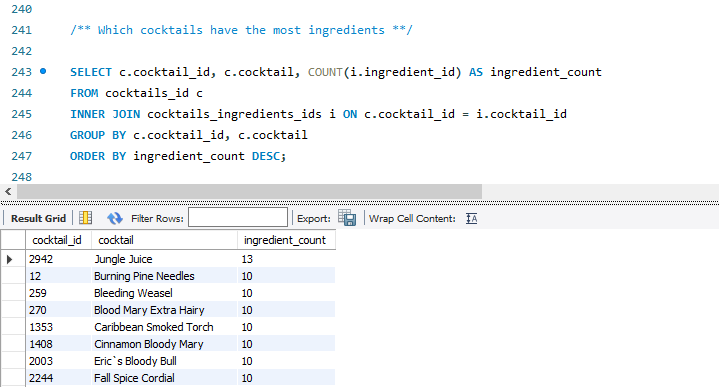 240
241 /** Which cocktails have the most ingredients **/
242
243 SELECT c.cocktail_id, c.cocktail, COUNT(i.ingredient_id) AS ingredient_count
244 FROM cocktails_id c
245 INNER JOIN cocktails_ingredients_ids i ON c.cocktail_id = i.cocktail_id
246 GROUP BY c.cocktail_id, c.cocktail
247 ORDER BY ingredient_count DESC;
248
Result Grid Filter Rows: Export: Wrap Cell Content: IA
cocktail_id cocktail ingredient_count
2942 Jungle Juice 13
12 Burning Pine Needles 10
259 Bleeding Weasel 10
270 Blood Mary Extra Hairy 10
1353 Caribbean Smoked Torch 10
1408 Cinnamon Bloody Mary 10
2003 Eric`s Bloody Bull 10
2244 Fall Spice Cordial 10